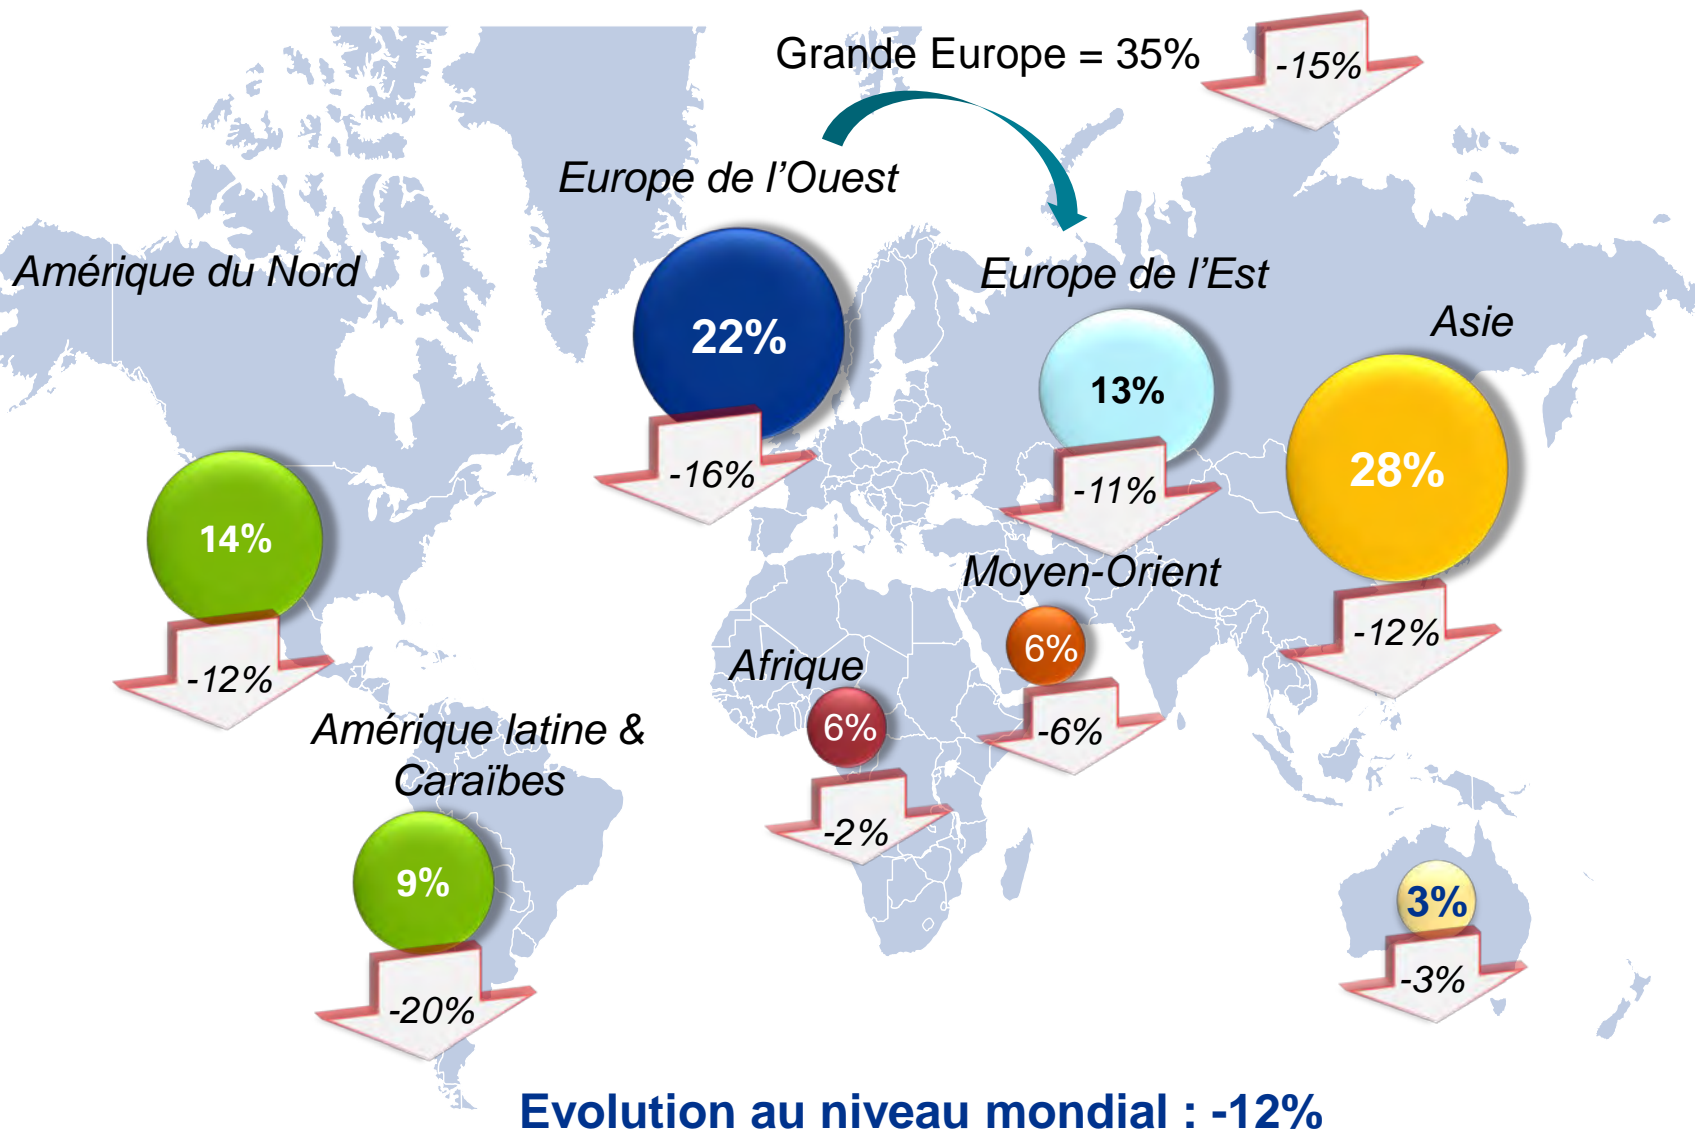 Grande Europe = 35%
-15%
Europe de l’Ouest
22%
-16%
Europe de l’Est
13%
-11%
Amérique du Nord
14%
-12%
Asie
28%
-12%
Moyen-Orient
6%
-6%
Afrique
6%
-2%
Amérique latine &
Caraïbes
9%
-20%
3%
-3%
Evolution au niveau mondial : -12%